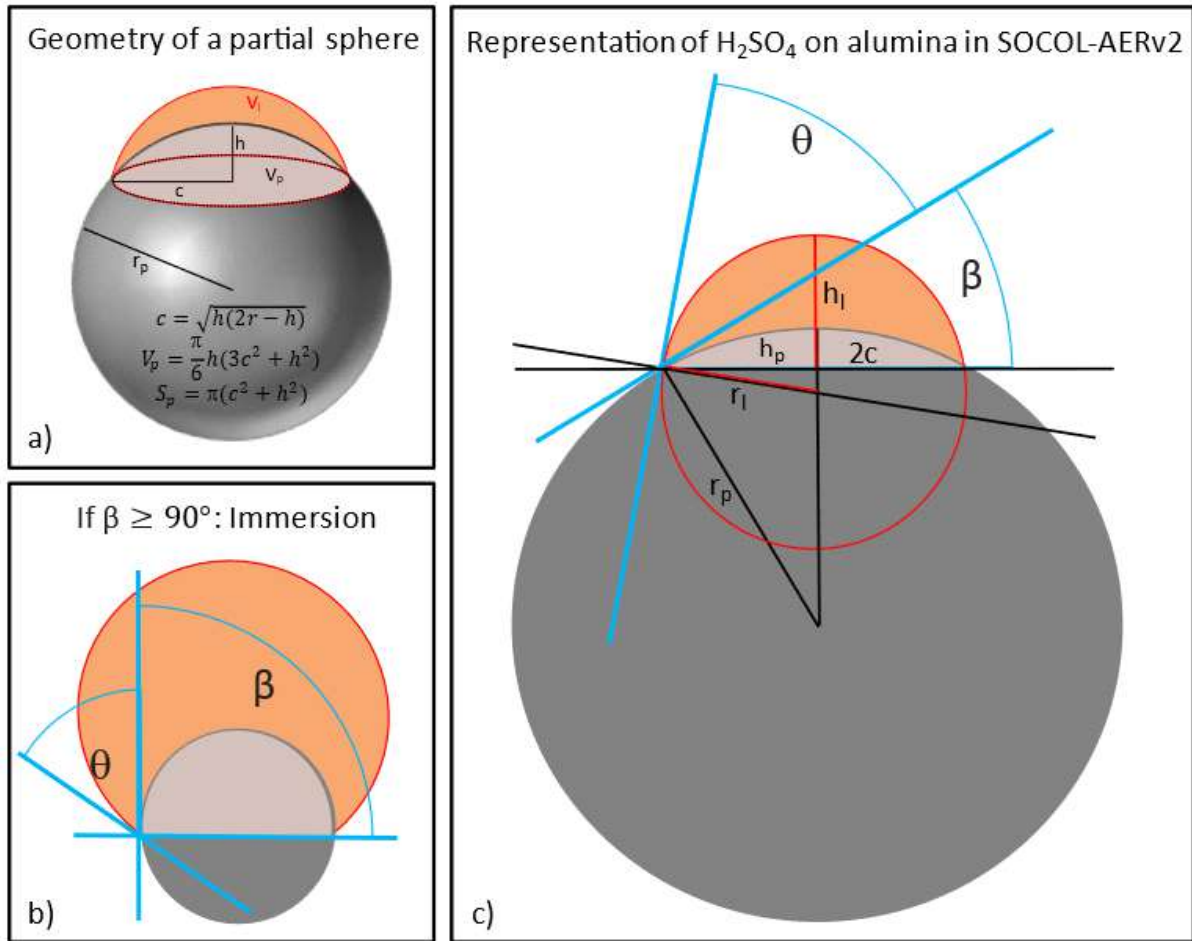 Geometry of a partial sphere
V_l
h
V_p
c
r_p
c = √h(2r − h)
V_p = π/6 h(3c² + h²)
S_p = π(c² + h²)
a)
If β ≥ 90°: Immersion
β
θ
b)
Representation of H₂SO₄ on alumina in SOCOL-AERv2
θ
β
h_l
h_p 2c
r_l
r_p
c)